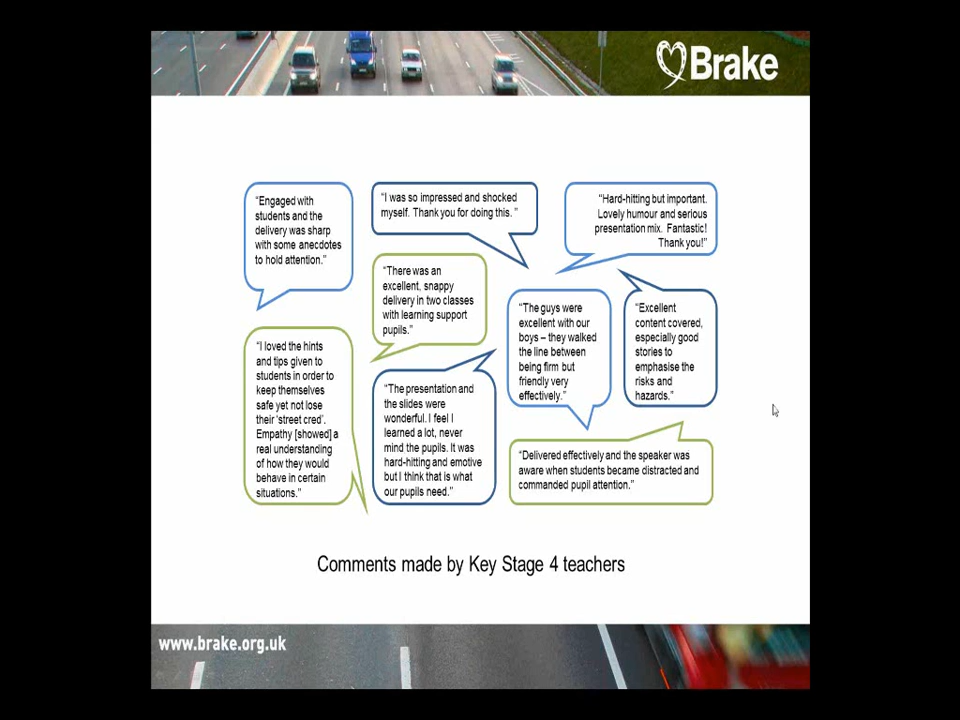 Brake
“Engaged with
students and the
delivery was sharp
with some anecdotes
to hold attention.”
“I was so impressed and shocked
myself. Thank you for doing this. ”
“Hard-hitting but important.
Lovely humour and serious
presentation mix. Fantastic!
Thank you!”
“There was an
excellent, snappy
delivery in two classes
with learning support
pupils.”
“The guys were
excellent with our
boys – they walked
the line between
being firm but
friendly very
effectively.”
“Excellent
content covered,
especially good
stories to
emphasise the
risks and
hazards.”
“I loved the hints
and tips given to
students in order to
keep themselves
safe yet not lose
their ‘street cred’.
Empathy [showed] a
real understanding
of how they would
behave in certain
situations.”
“The presentation and
the slides were
wonderful. I feel I
learned a lot, never
mind the pupils. It was
hard-hitting and emotive
but I think that is what
our pupils need.”
“Delivered effectively and the speaker was
aware when students became distracted and
commanded pupil attention.”
Comments made by Key Stage 4 teachers
www.brake.org.uk